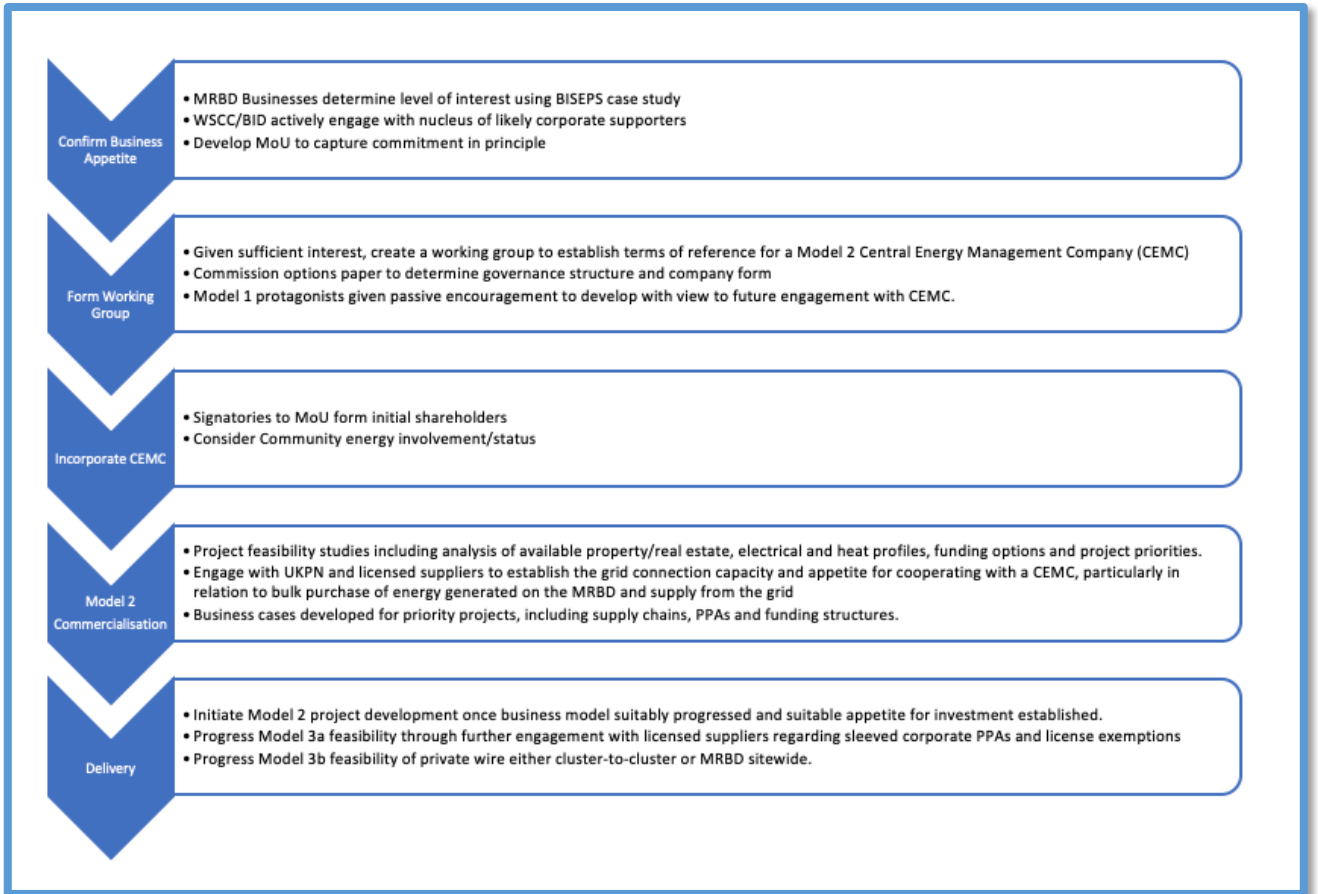 Confirm Business
Appetite
• MRBD Businesses determine level of interest using BISEPS case study
• WSCC/BID actively engage with nucleus of likely corporate supporters
• Develop MoU to capture commitment in principle
Form Working
Group
• Given sufficient interest, create a working group to establish terms of reference for a Model 2 Central Energy Management Company (CEMC)
• Commission options paper to determine governance structure and company form
• Model 1 protagonists given passive encouragement to develop with view to future engagement with CEMC.
Incorporate CEMC
• Signatories to MoU form initial shareholders
• Consider Community energy involvement/status
Model 2
Commercialisation
• Project feasibility studies including analysis of available property/real estate, electrical and heat profiles, funding options and project priorities.
• Engage with UKPN and licensed suppliers to establish the grid connection capacity and appetite for cooperating with a CEMC, particularly in
relation to bulk purchase of energy generated on the MRBD and supply from the grid
• Business cases developed for priority projects, including supply chains, PPAs and funding structures.
Delivery
• Initiate Model 2 project development once business model suitably progressed and suitable appetite for investment established.
• Progress Model 3a feasibility through further engagement with licensed suppliers regarding sleeved corporate PPAs and license exemptions
• Progress Model 3b feasibility of private wire either cluster-to-cluster or MRBD sitewide.